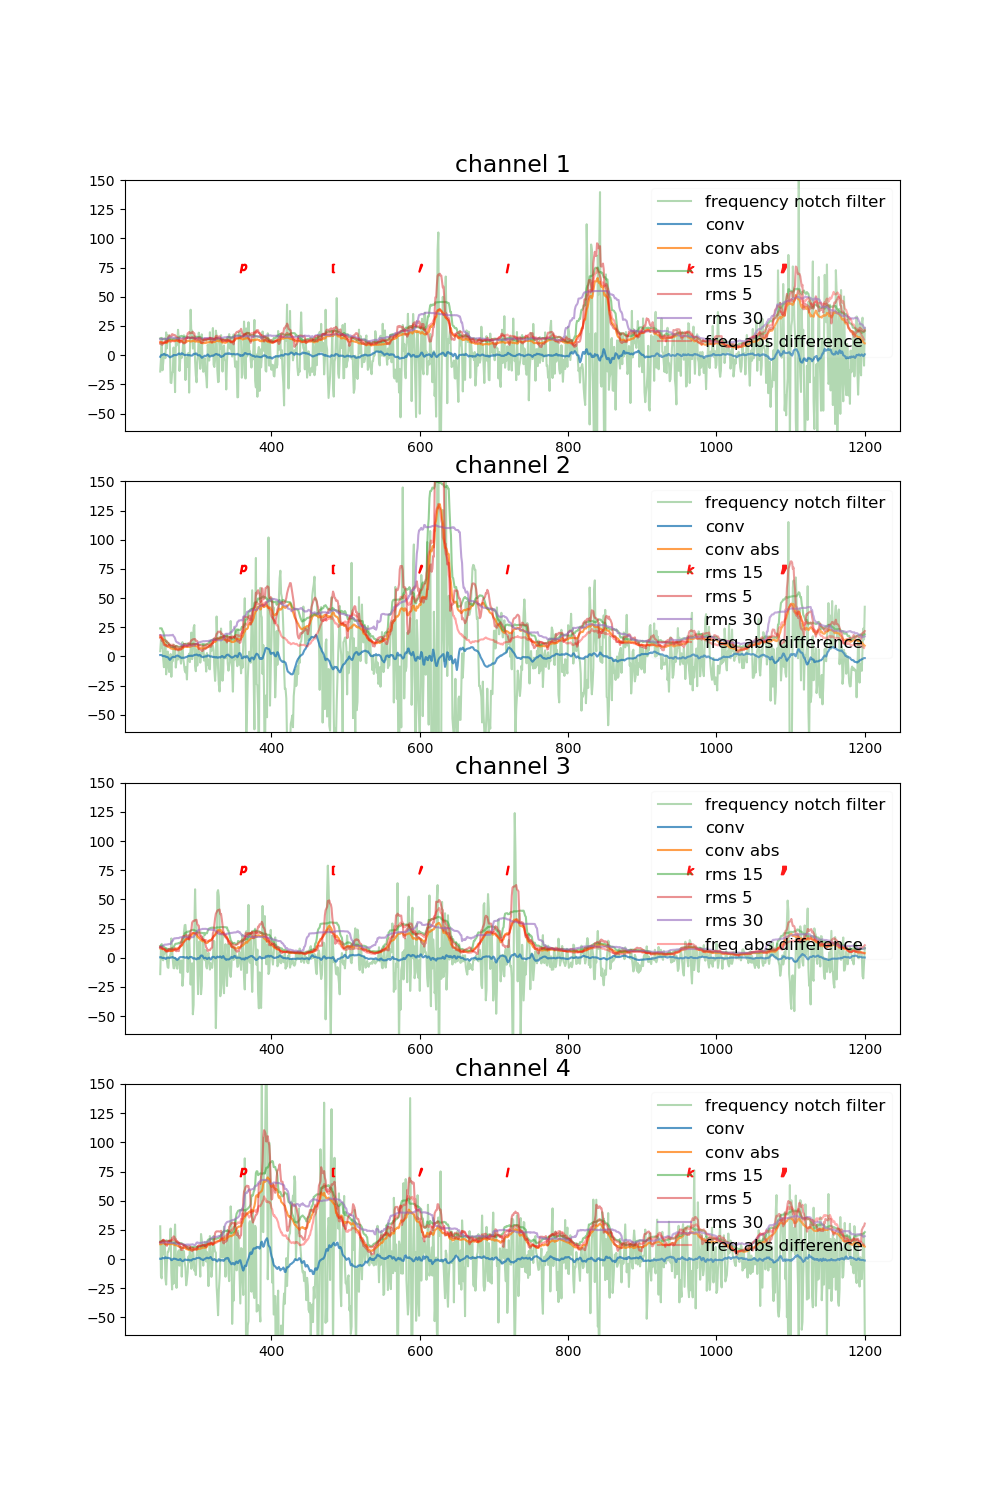 channel 1
150
125
100
75
50
25
0
−25
−50
frequency notch filter
conv
conv abs
rms 15
rms 5
rms 30
freq abs difference
p [ k
400 600 800 1000 1200
channel 2
150
125
100
75
50
25
0
−25
−50
frequency notch filter
conv
conv abs
rms 15
rms 5
rms 30
freq abs difference
p [ k
400 600 800 1000 1200
channel 3
150
125
100
75
50
25
0
−25
−50
frequency notch filter
conv
conv abs
rms 15
rms 5
rms 30
freq abs difference
p [ k
400 600 800 1000 1200
channel 4
150
125
100
75
50
25
0
−25
−50
frequency notch filter
conv
conv abs
rms 15
rms 5
rms 30
freq abs difference
p [ k
400 600 800 1000 1200